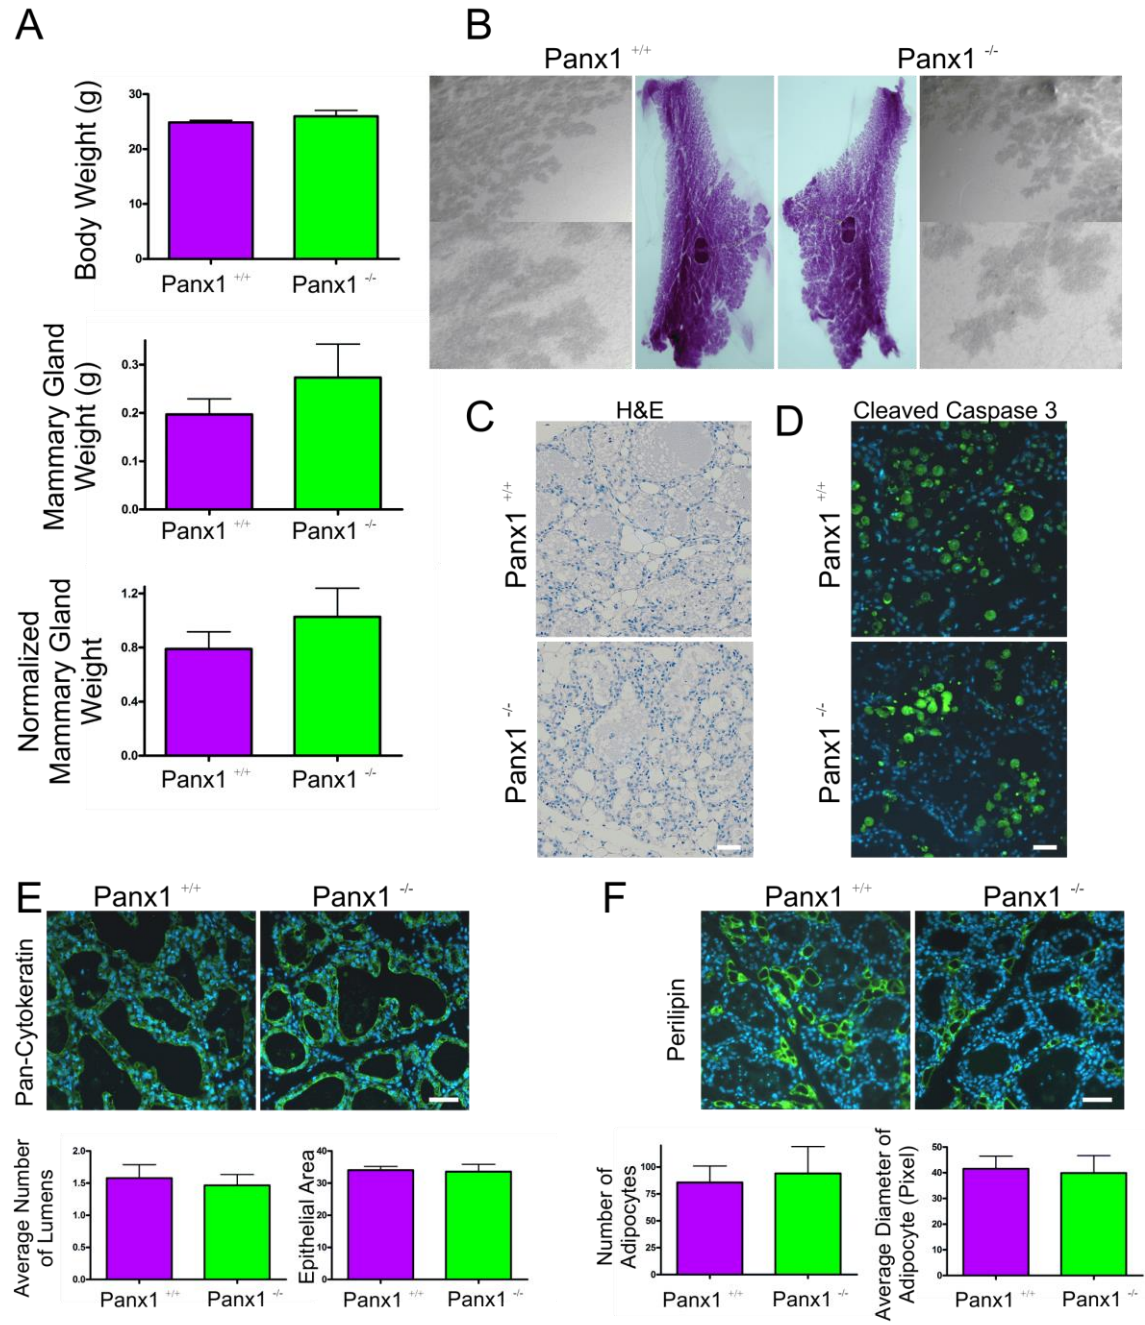 A
Body Weight (g)
30
20
10
0
Panx1 +/+ Panx1 -/-
Mammary Gland
Weight (g)
0.3
0.2
0.1
0.0
Panx1 +/+ Panx1 -/-
Normalized
Mammary Gland
Weight
1.2
0.8
0.4
0.0
Panx1 +/+ Panx1 -/-
B
Panx1 +/+ Panx1 -/-
C
H&E
Panx1 +/+
Panx1 -/-
D
Cleaved Caspase 3
Panx1 +/+
Panx1 -/-
E
Panx1 +/+ Panx1 -/-
Pan-Cytokeratin
Average Number
of Lumens
2.0
1.5
1.0
0.5
0.0
Panx1 +/+ Panx1 -/-
Epithelial Area
40
30
20
10
0
Panx1 +/+ Panx1 -/-
F
Panx1 +/+ Panx1 -/-
Perilipin
Number of
Adipocytes
100
75
50
25
0
Panx1 +/+ Panx1 -/-
Average Diameter of
Adipocyte (Pixel)
50
40
30
20
10
0
Panx1 +/+ Panx1 -/-